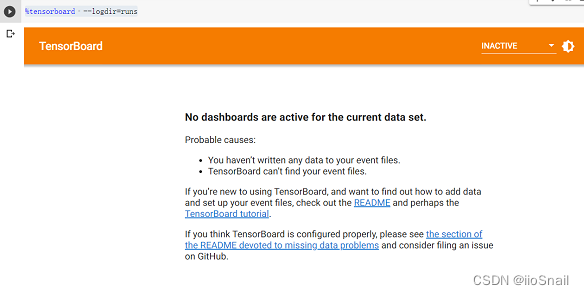 %tensorboard --logdir=runs
TensorBoard
INACTIVE
No dashboards are active for the current data set.
Probable causes:
• You haven't written any data to your event files.
• TensorBoard can't find your event files.
If you're new to using TensorBoard, and want to find out how to add data
and set up your event files, check out the README and perhaps the
TensorBoard tutorial.
If you think TensorBoard is configured properly, please see the section of
the README devoted to missing data problems and consider filing an issue
on GitHub.
CSDN @iioSnail